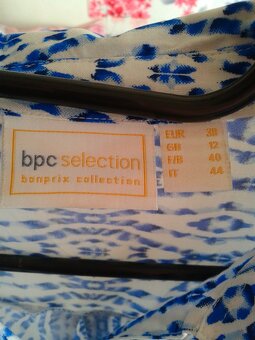 bpc selection
bonprix collection
EUR 38
GB 12
F/B 40
IT 44